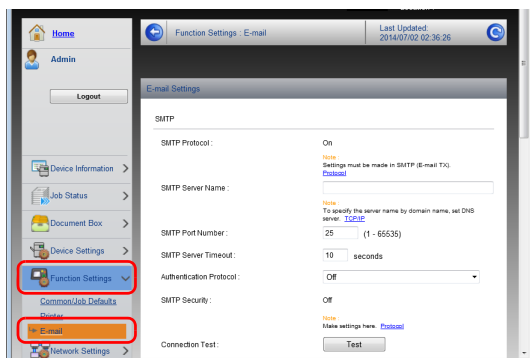 Home
Function Settings : E-mail
Last Updated:
2014/07/02 02:36:26
Admin
Logout
E-mail Settings
SMTP
SMTP Protocol :
On
Note :
Settings must be made in SMTP (E-mail TX).
Protocol
SMTP Server Name :
Note :
To specify the server name by domain name, set DNS
server. TCP/IP
SMTP Port Number :
25 (1 - 65535)
SMTP Server Timeout :
10 seconds
Authentication Protocol :
Off
SMTP Security :
Off
Note :
Make settings here. Protocol
Connection Test :
Test
Device Information
Job Status
Document Box
Device Settings
Function Settings
Common/Job Defaults
Printer
E-mail
Network Settings